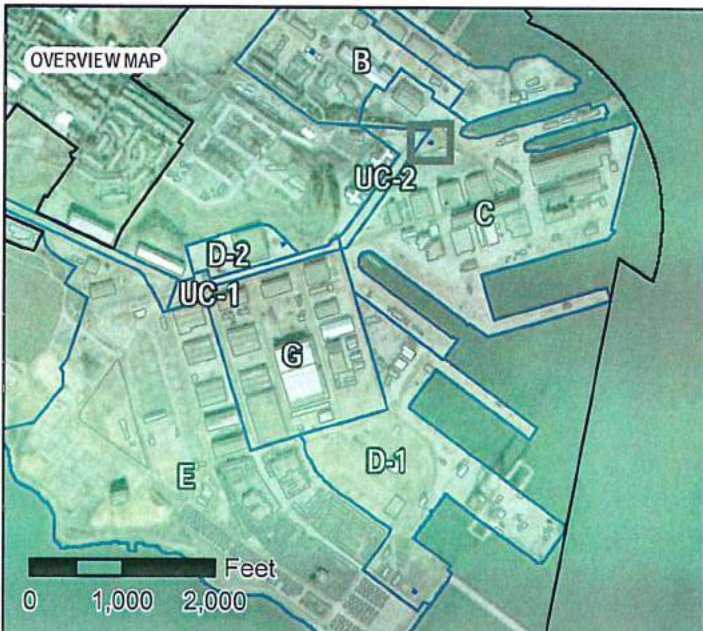 OVERVIEW MAP
B
UC-2
C
D-2
UC-1
G
D-1
E
Feet
0 1,000 2,000